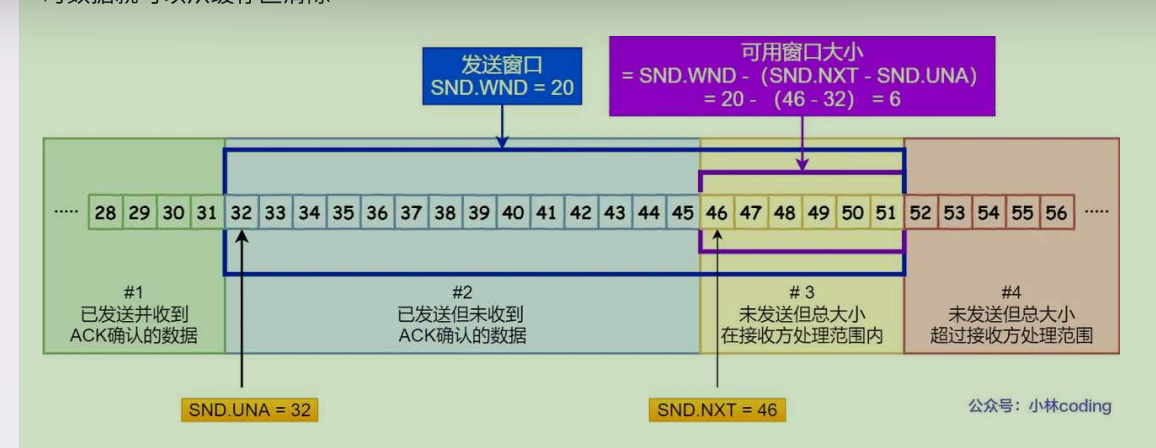 发送窗口
SND.WND = 20
可用窗口大小
= SND.WND - (SND.NXT - SND.UNA)
= 20 - (46 - 32) = 6
..... 28 29 30 31 32 33 34 35 36 37 38 39 40 41 42 43 44 45 46 47 48 49 50 51 52 53 54 55 56 .....
#1
已发送并收到
ACK确认的数据
#2
已发送但未收到
ACK确认的数据
# 3
未发送但总大小
在接收方处理范围内
#4
未发送但总大小
超过接收方处理范围
SND.UNA = 32
SND.NXT = 46
公众号：小林coding